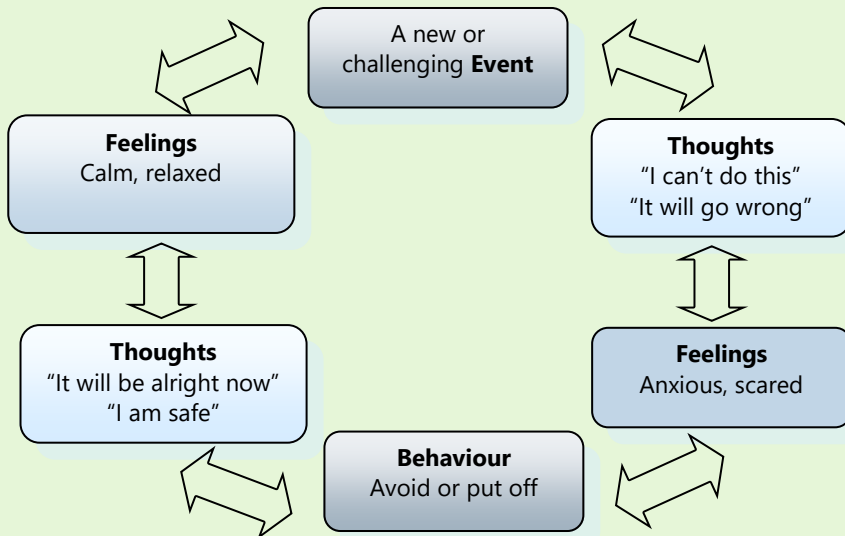 A new or
challenging Event
Thoughts
“I can't do this”
“It will go wrong”
Feelings
Anxious, scared
Behaviour
Avoid or put off
Thoughts
“It will be alright now”
“I am safe”
Feelings
Calm, relaxed